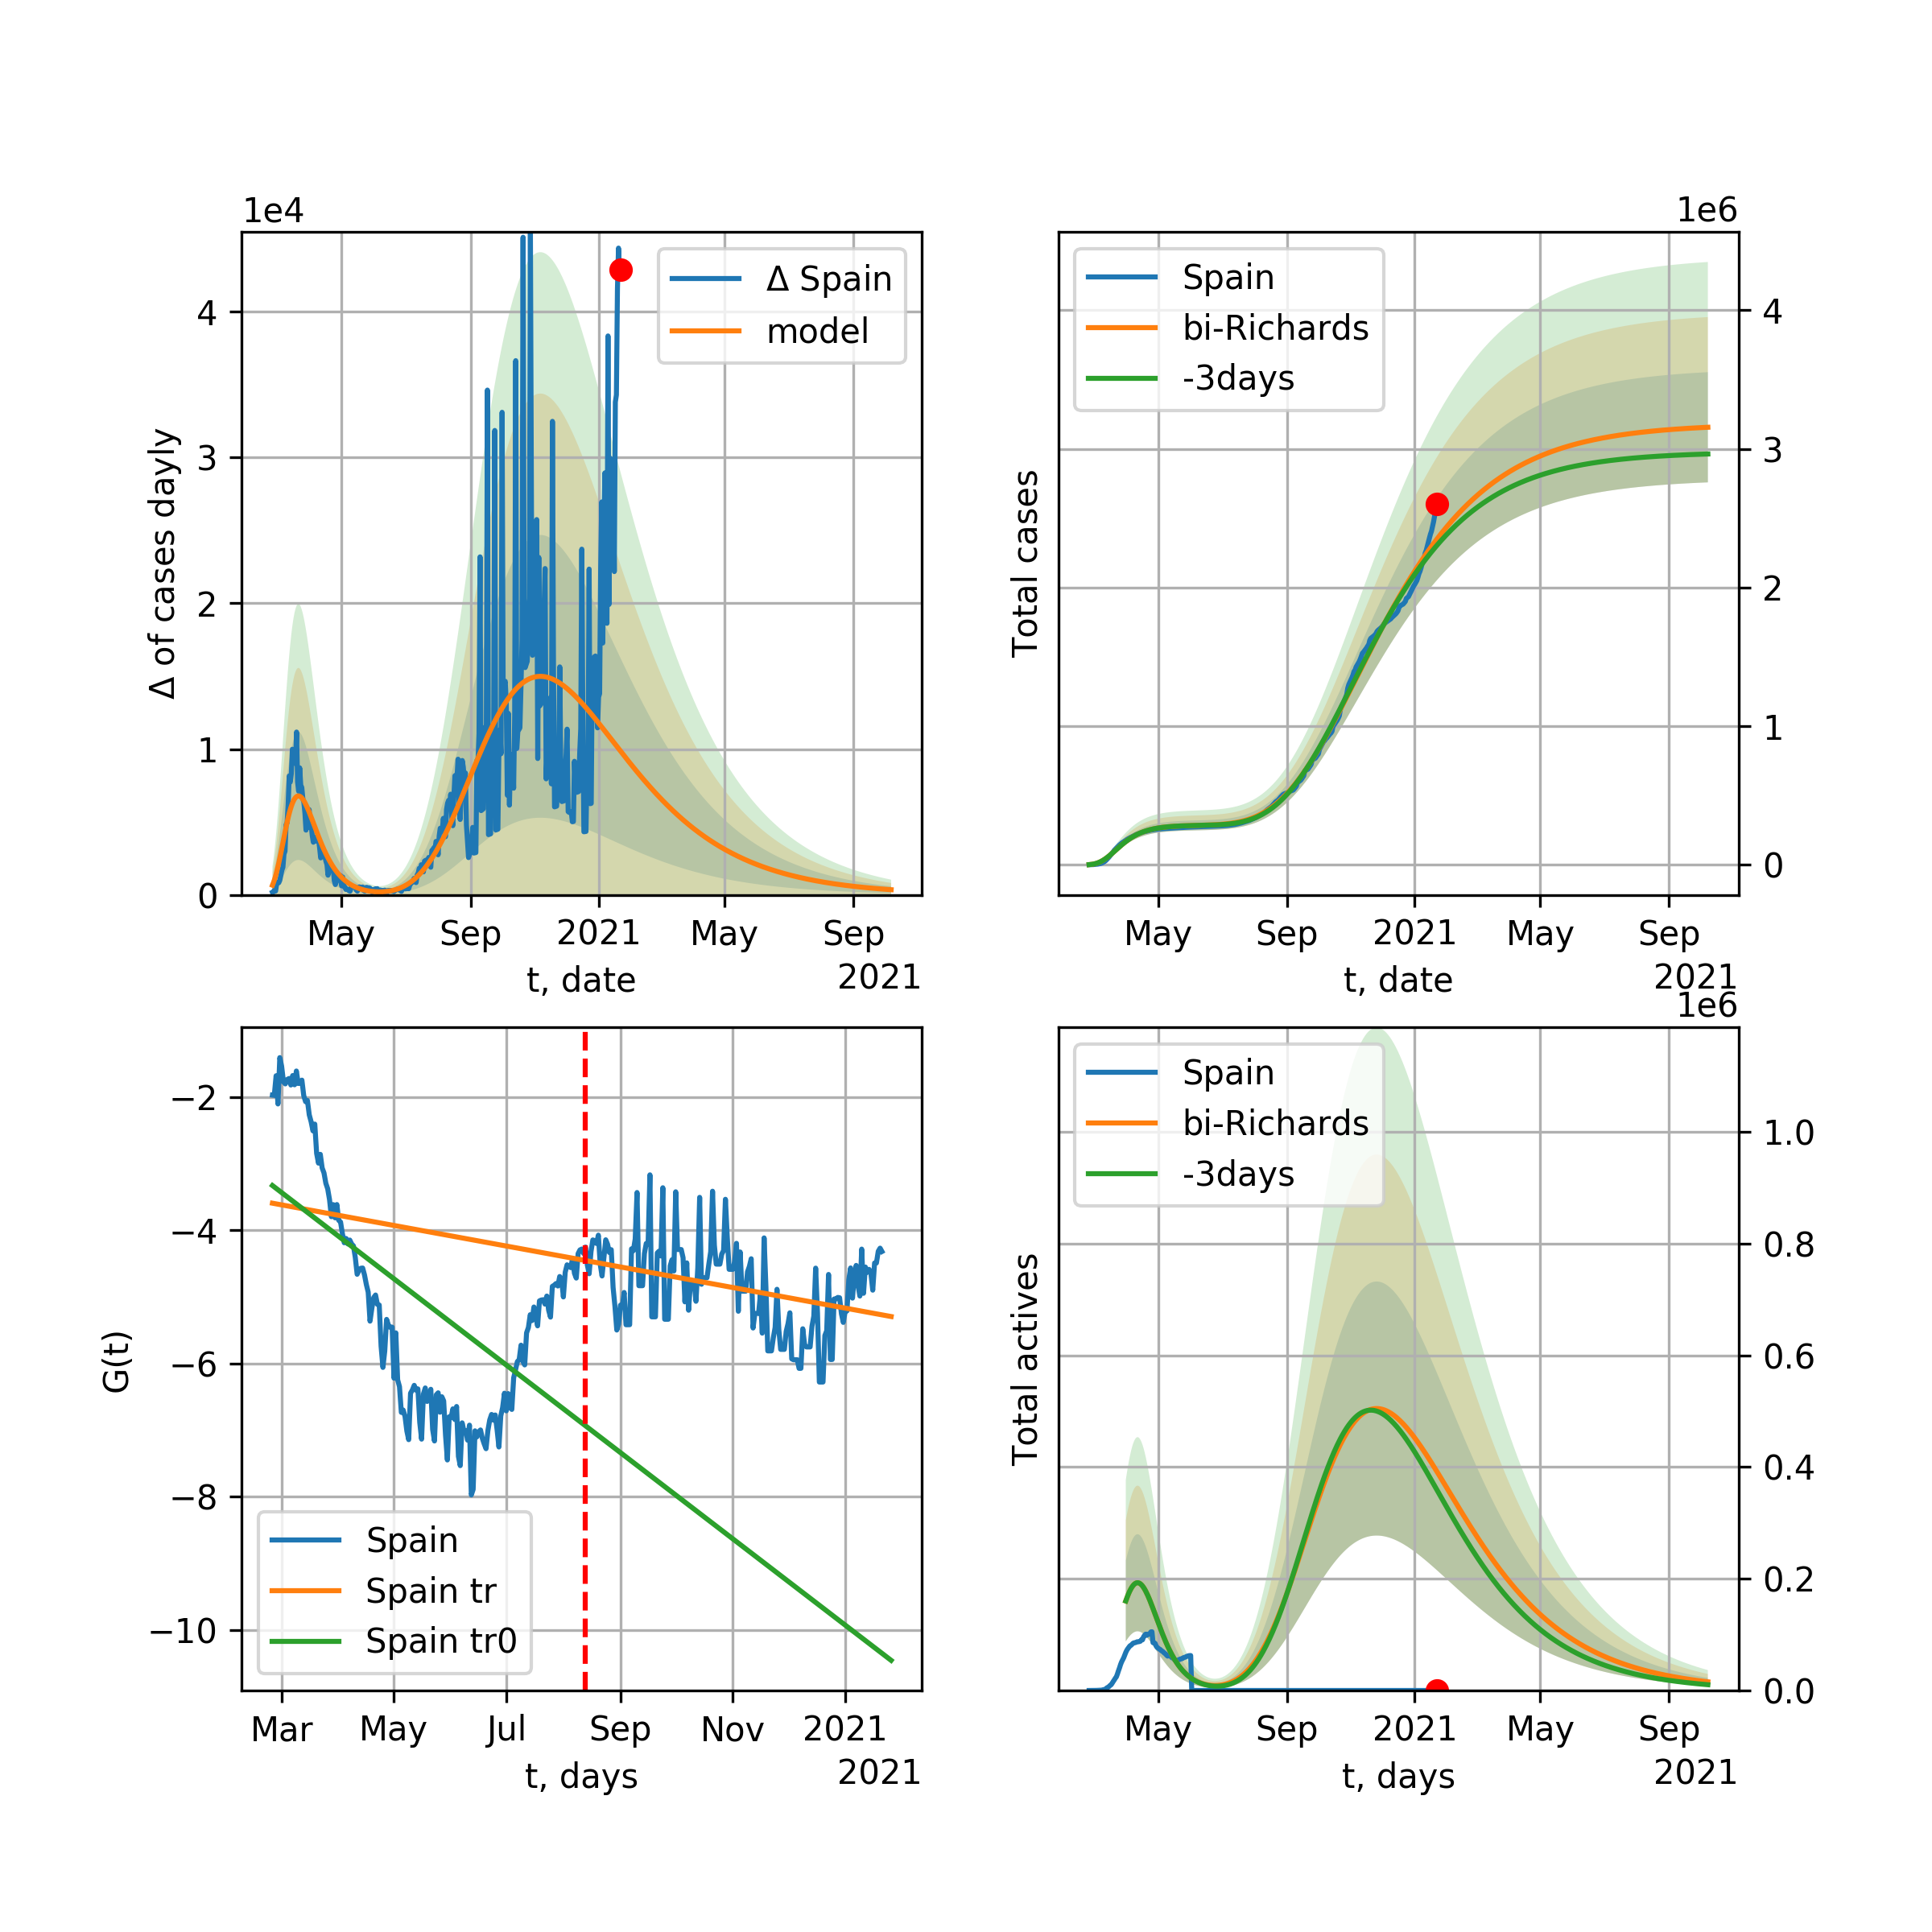 1e4
Δ of cases dayly
4
3
2
1
0
Δ Spain
model
May Sep 2021 May Sep
t, date
2021
1e6
Total cases
Spain
bi-Richards
-3days
4
3
2
1
0
May Sep 2021 May Sep
t, date
2021
G(t)
−2
−4
−6
−8
−10
Spain
Spain tr
Spain tr0
Mar May Jul Sep Nov 2021
t, days
2021
1e6
Total actives
Spain
bi-Richards
-3days
1.0
0.8
0.6
0.4
0.2
0.0
May Sep 2021 May Sep
t, days
2021